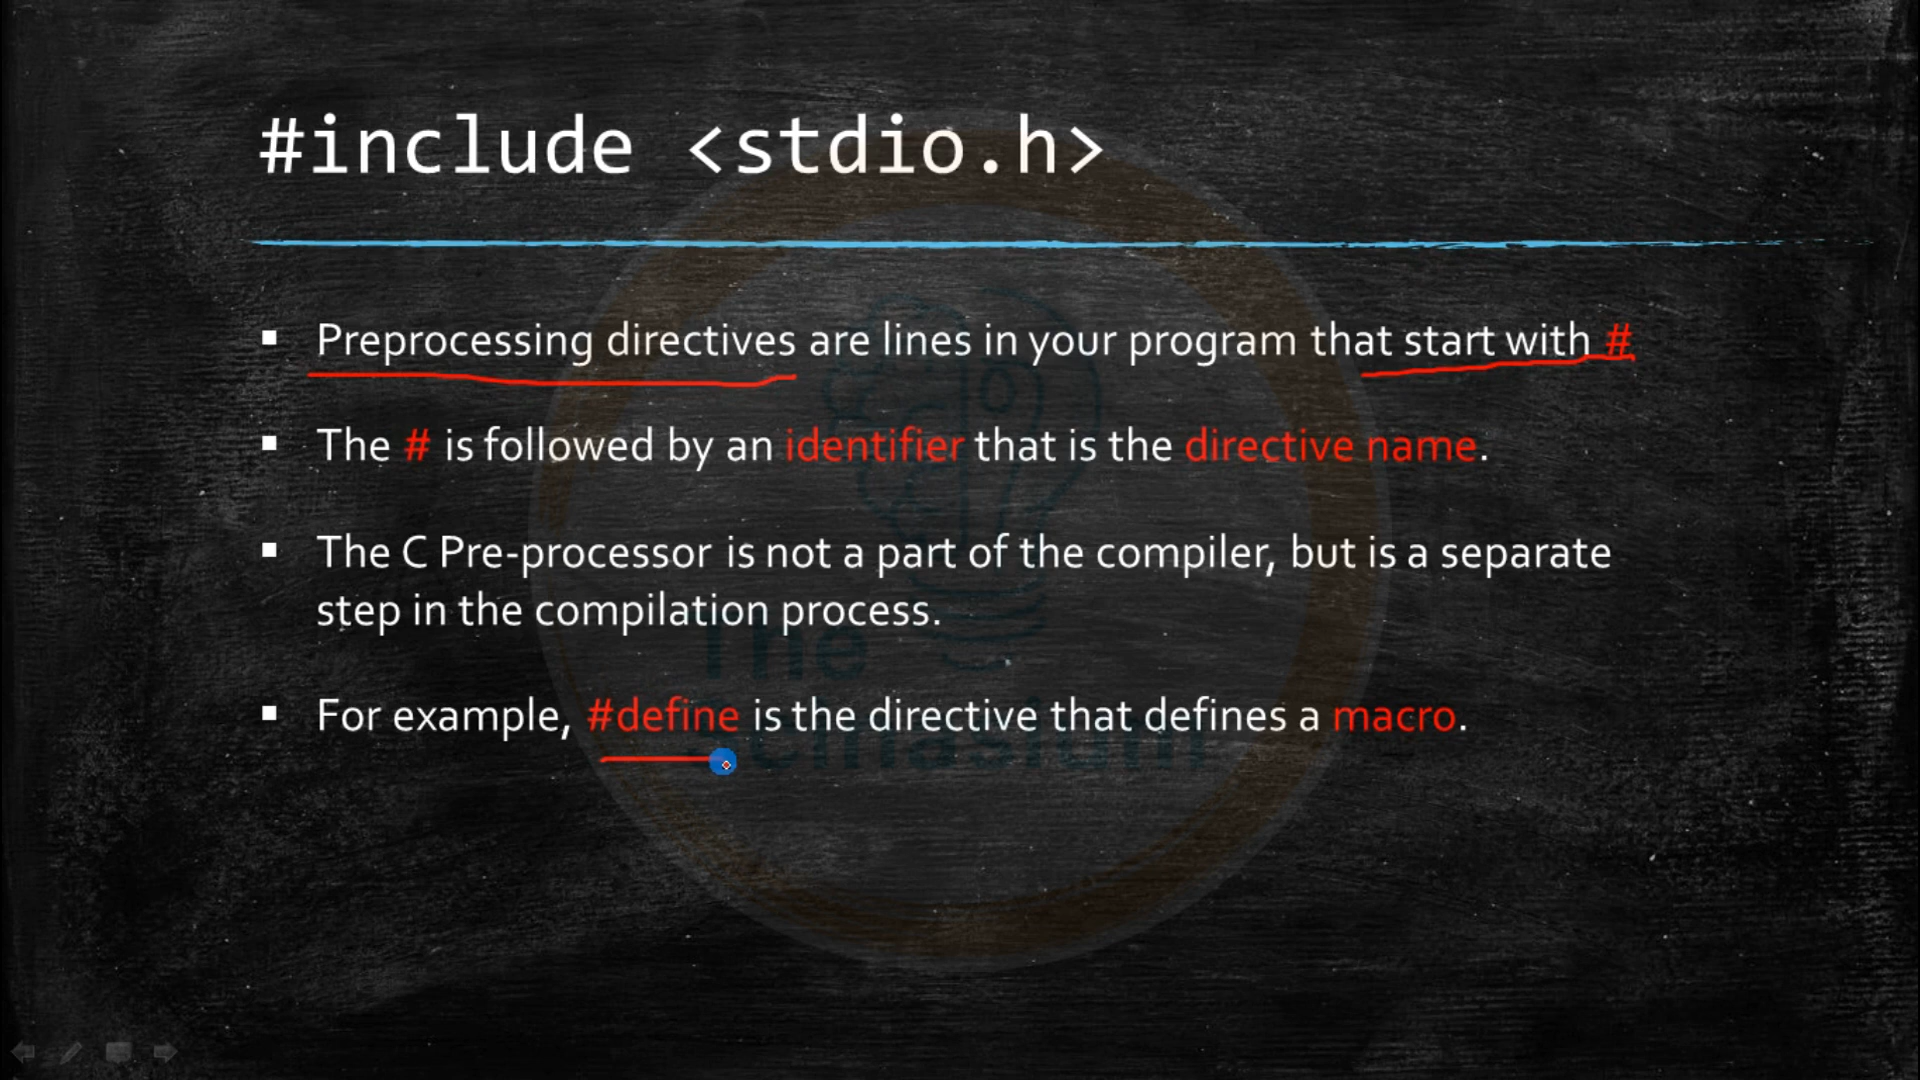 #include <stdio.h>
Preprocessing directives are lines in your program that start with #
The # is followed by an identifier that is the directive name.
The C Pre-processor is not a part of the compiler, but is a separate
step in the compilation process.
For example, #define is the directive that defines a macro.
The